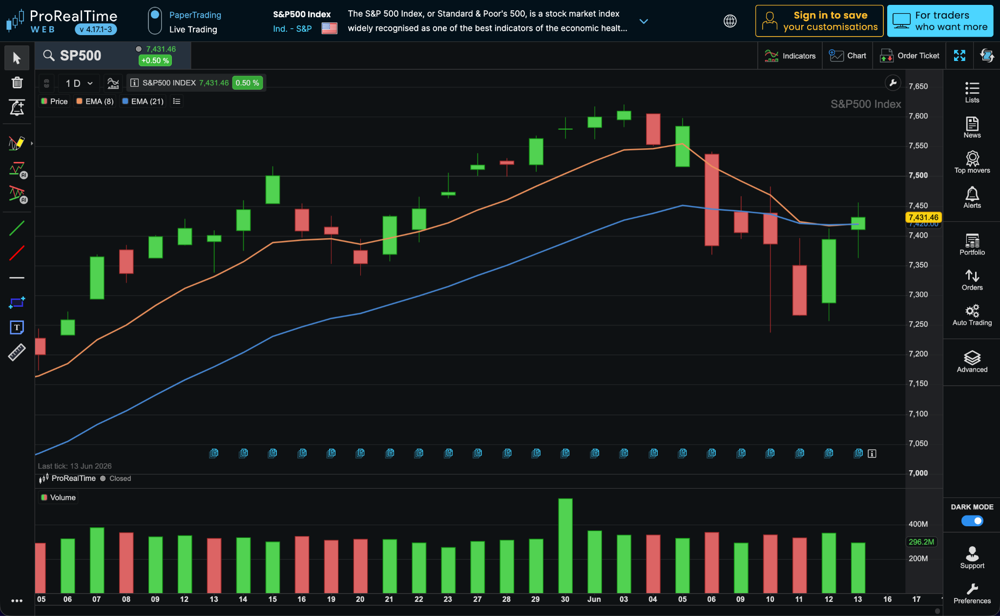 ProRealTime
WEB
v 4.17.1-3
PaperTrading
Live Trading
S&P500 Index
Ind. - S&P
The S&P 500 Index, or Standard & Poor's 500, is a stock market index
widely recognised as one of the best indicators of the economic healt...
Sign in to save
your customisations
For traders
who want more
SP500
7,431.46
+0.50 %
Indicators
Chart
Order Ticket
1 D
S&P500 INDEX 7,431.46 0.50 %
Price
EMA (8)
EMA (21)
S&P500 Index
7,650
7,600
7,550
7,500
7,450
7,431.46
7,420.00
7,400
7,350
7,300
7,250
7,200
7,150
7,100
7,050
7,000
AI
AI
T
Lists
News
Top movers
Alerts
Portfolio
Orders
Auto Trading
Advanced
DARK MODE
Support
Preferences
Last tick: 13 Jun 2026
ProRealTime
Closed
Volume
400M
296.2M
200M
05 06 07 08 09 12 13 14 15 16 19 20 21 22 23 27 28 29 30 Jun 03 04 05 06 09 10 11 12 13 16 17